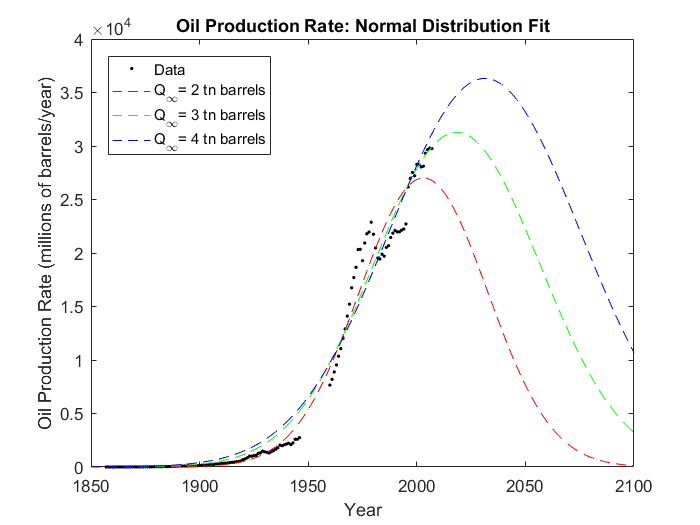 Oil Production Rate: Normal Distribution Fit
×10⁴
Data
Q∞= 2 tn barrels
Q∞= 3 tn barrels
Q∞= 4 tn barrels
Oil Production Rate (millions of barrels/year)
4
3.5
3
2.5
2
1.5
1
0.5
0
1850 1900 1950 2000 2050 2100
Year